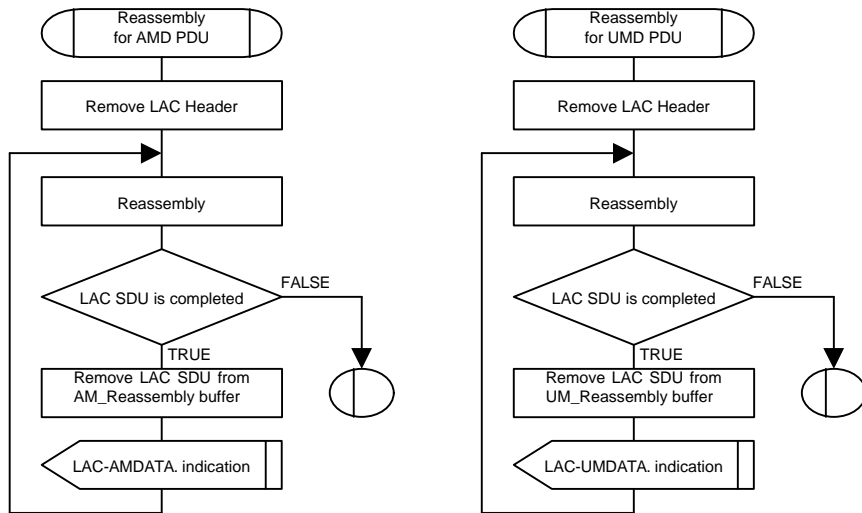 Reassembly
for AMD PDU
Remove LAC Header
Reassembly
LAC SDU is completed
FALSE
TRUE
Remove LAC SDU from
AM_Reassembly buffer
LAC-AMDATA. indication
Reassembly
for UMD PDU
Remove LAC Header
Reassembly
LAC SDU is completed
FALSE
TRUE
Remove LAC SDU from
UM_Reassembly buffer
LAC-UMDATA. indication